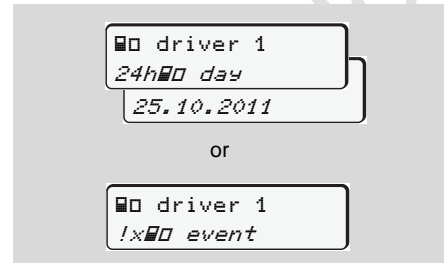 driver 1
24h day
25.10.2011
or
driver 1
!x event